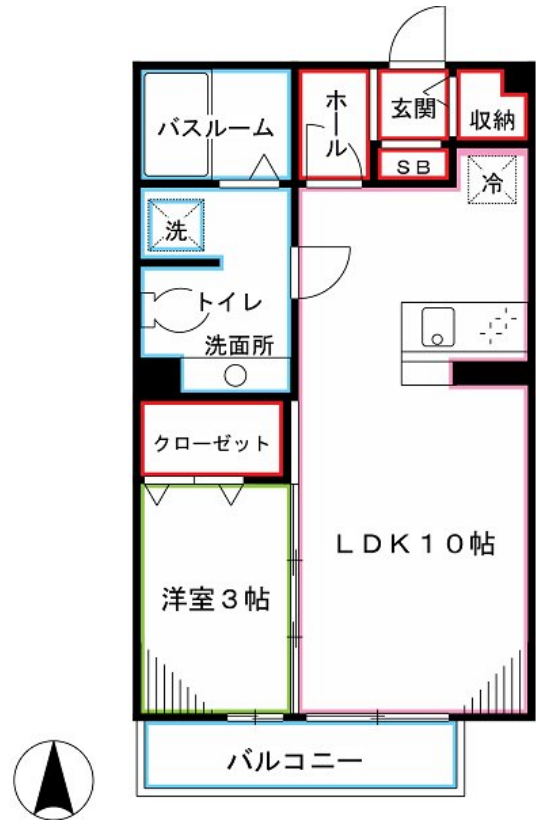 バスルーム
ホール
玄関
収納
SB
冷
洗
トイレ
洗面所
クローゼット
LDK10帖
洋室3帖
バルコニー